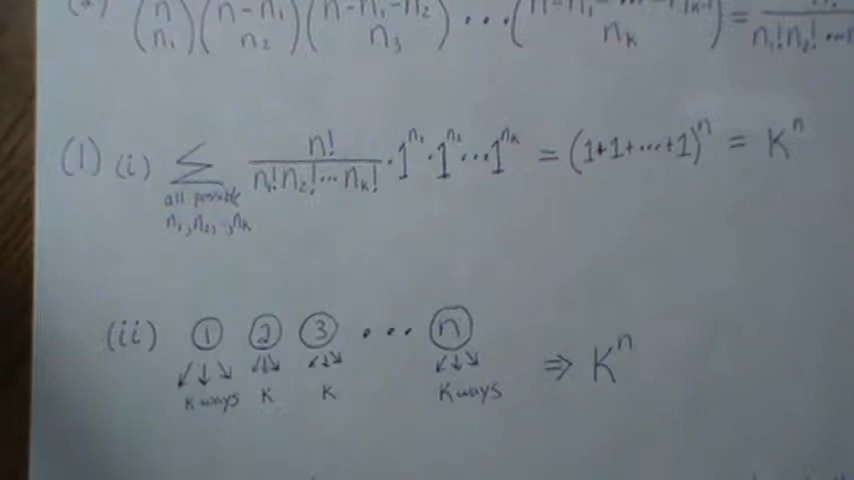 (n n₁)(n-n₁ n₂)(n-n₁-n₂ n₃)···( n_k)= n₁!n₂!···
(1) (i) ∑ n!/(n₁!n₂!···n_k!)·1^n₁·1^n₂···1^n_k = (1+1+···+1)^n = K^n
all possible
n₁,n₂,..,n_k
(ii) ① ② ③ ··· ⓝ ⇒ K^n
↙↓↘ ↙↓↘ ↙↓↘ ↙↓↘
K ways K K K ways